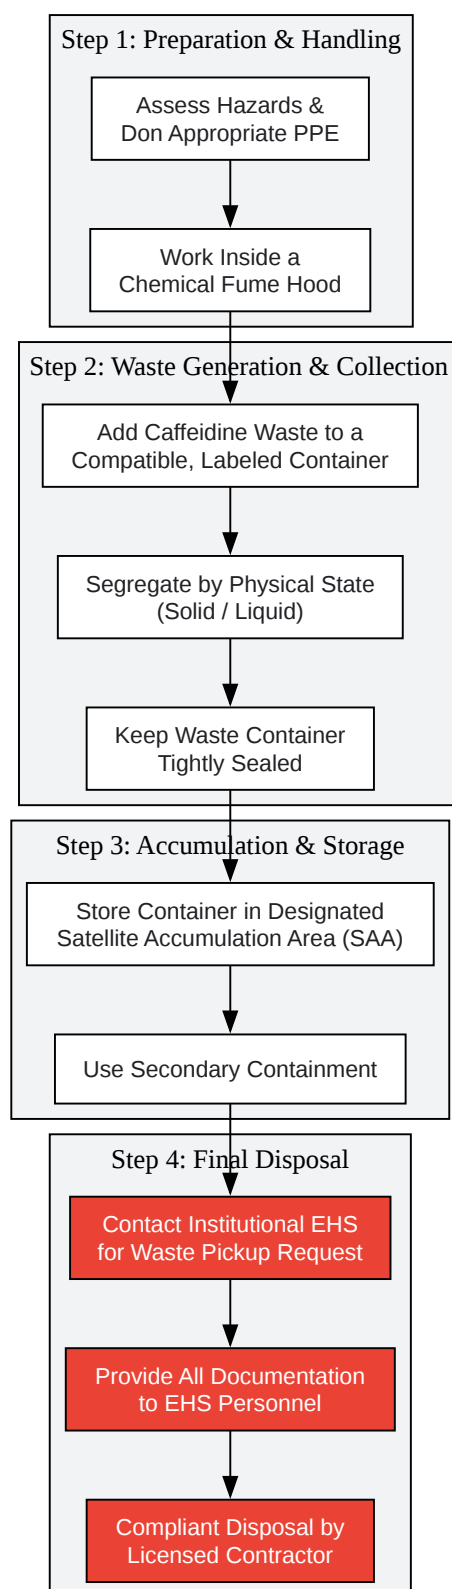 Step 1: Preparation & Handling
Assess Hazards &
Don Appropriate PPE
Work Inside a
Chemical Fume Hood
Step 2: Waste Generation & Collection
Add Caffeidine Waste to a
Compatible, Labeled Container
Segregate by Physical State
(Solid / Liquid)
Keep Waste Container
Tightly Sealed
Step 3: Accumulation & Storage
Store Container in Designated
Satellite Accumulation Area (SAA)
Use Secondary Containment
Step 4: Final Disposal
Contact Institutional EHS
for Waste Pickup Request
Provide All Documentation
to EHS Personnel
Compliant Disposal by
Licensed Contractor